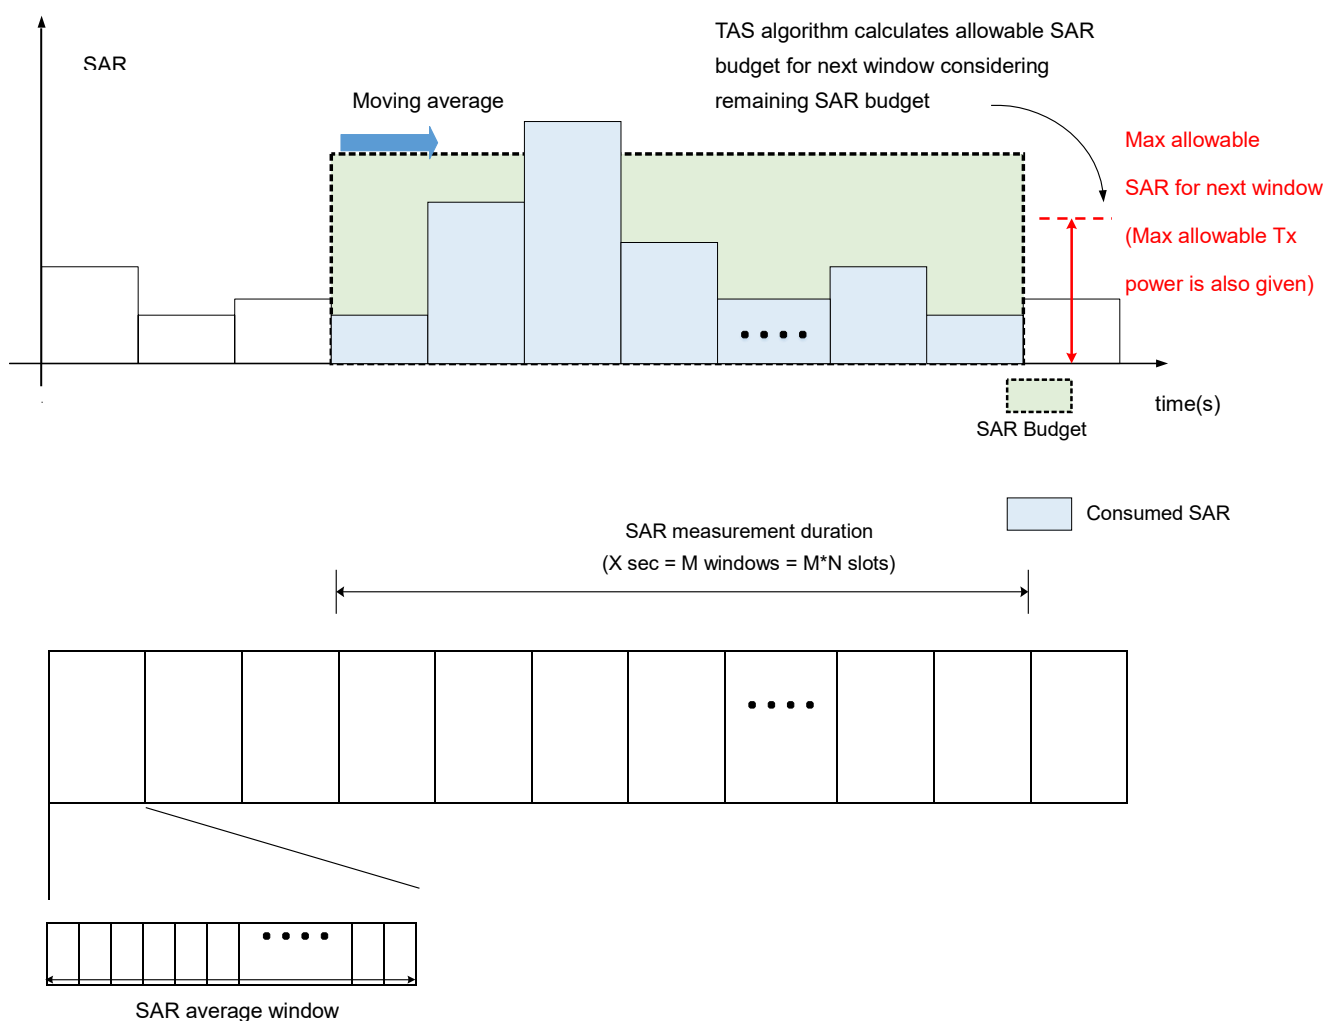 TAS algorithm calculates allowable SAR
budget for next window considering
remaining SAR budget
SAR
Moving average
Max allowable
SAR for next window
(Max allowable Tx
power is also given)
time(s)
SAR Budget
Consumed SAR
SAR measurement duration
(X sec = M windows = M*N slots)
SAR average window